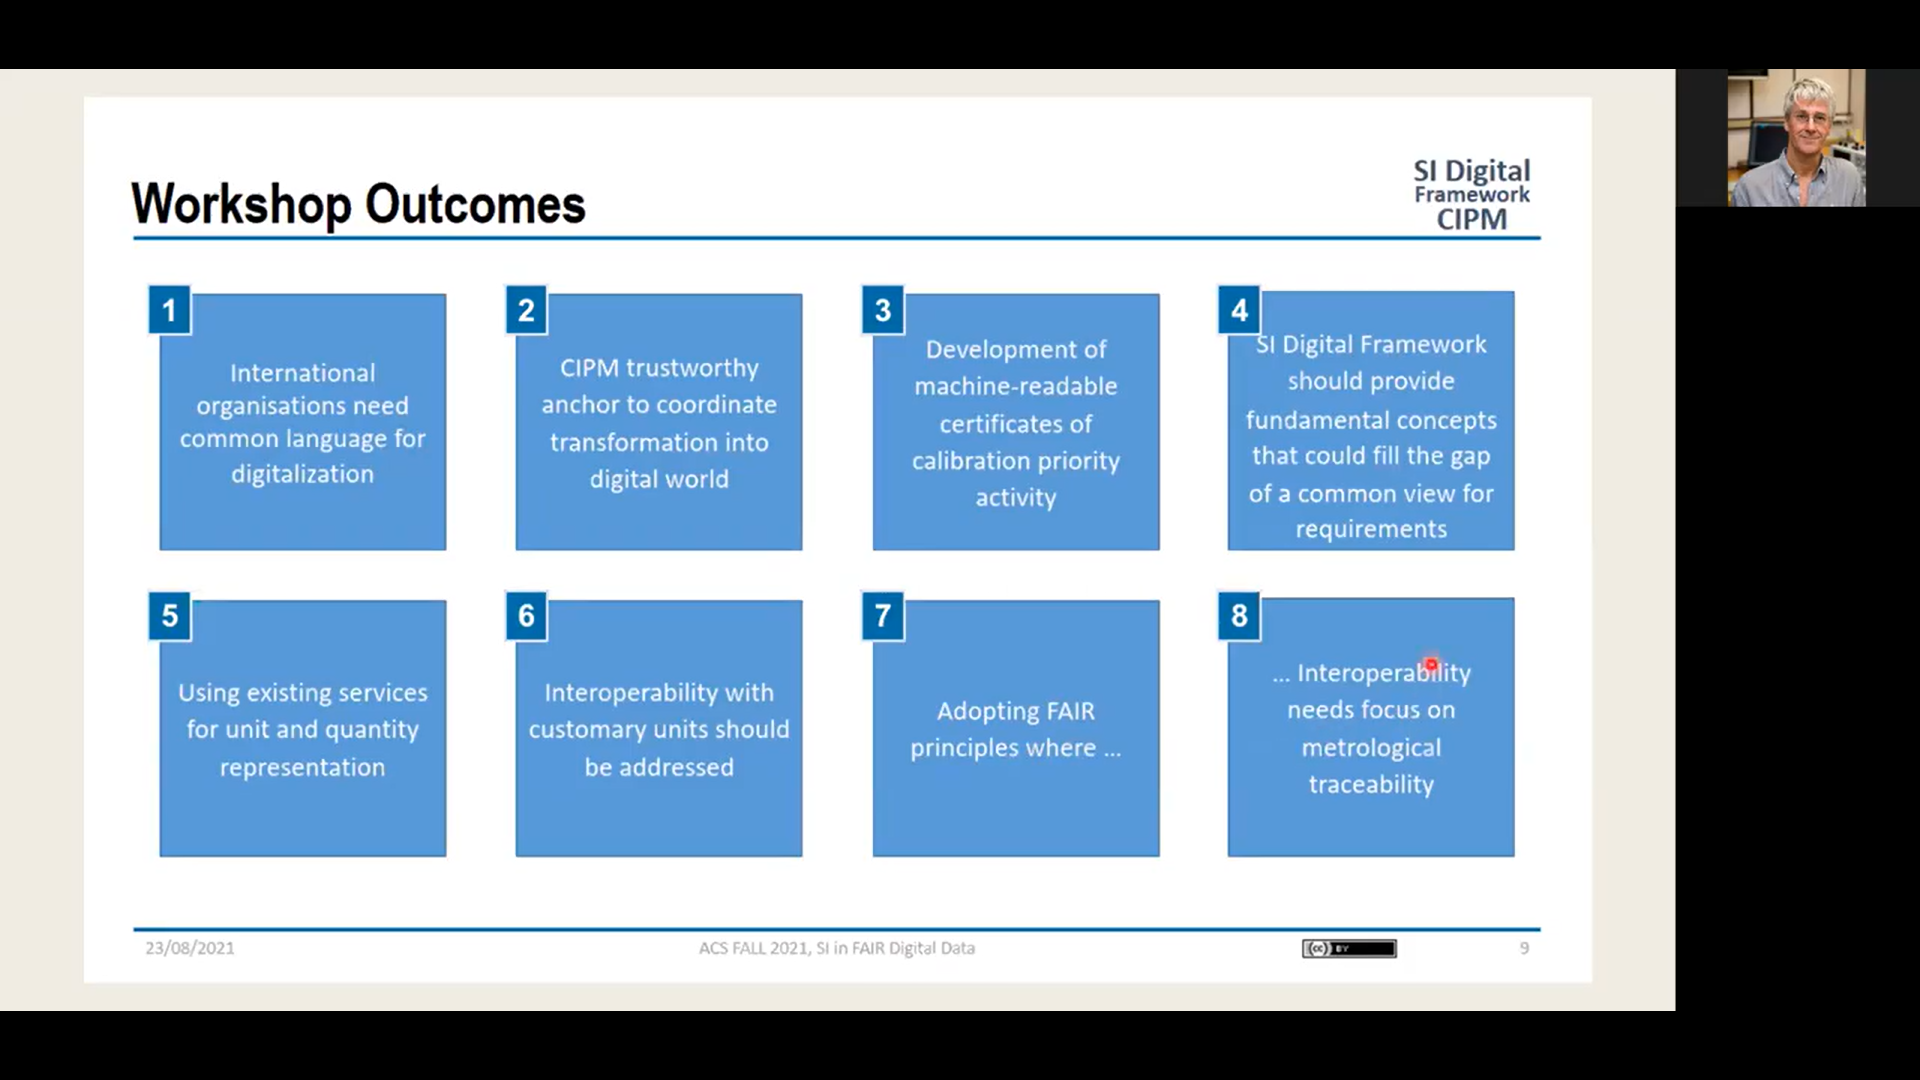 Workshop Outcomes
SI Digital
Framework
CIPM
1
International
organisations need
common language for
digitalization
2
CIPM trustworthy
anchor to coordinate
transformation into
digital world
3
Development of
machine-readable
certificates of
calibration priority
activity
4
SI Digital Framework
should provide
fundamental concepts
that could fill the gap
of a common view for
requirements
5
Using existing services
for unit and quantity
representation
6
Interoperability with
customary units should
be addressed
7
Adopting FAIR
principles where ...
8
... Interoperability
needs focus on
metrological
traceability
23/08/2021
ACS FALL 2021, SI in FAIR Digital Data
(cc) BY
9